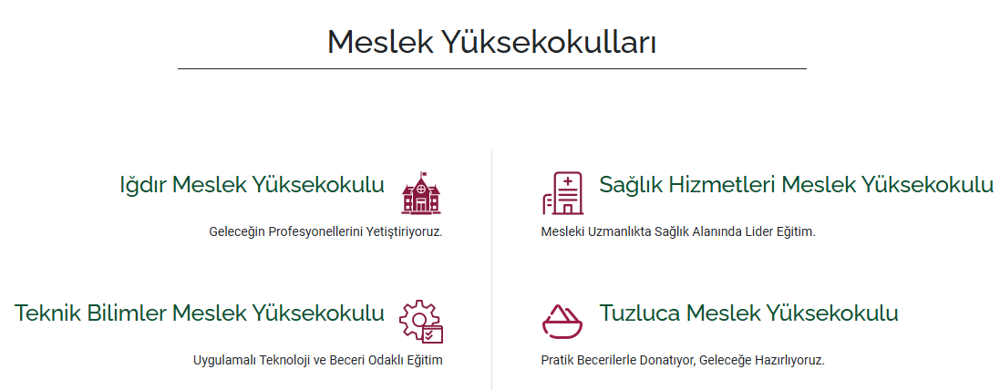 Meslek Yüksekokulları
Iğdır Meslek Yüksekokulu
Geleceğin Profesyonellerini Yetiştiriyoruz.
Sağlık Hizmetleri Meslek Yüksekokulu
Mesleki Uzmanlıkta Sağlık Alanında Lider Eğitim.
Teknik Bilimler Meslek Yüksekokulu
Uygulamalı Teknoloji ve Beceri Odaklı Eğitim
Tuzluca Meslek Yüksekokulu
Pratik Becerilerle Donatıyor, Geleceğe Hazırlıyoruz.